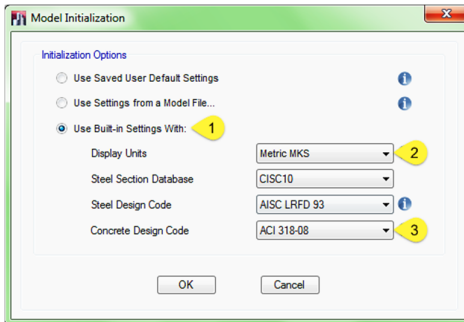 Model Initialization
Initialization Options
Use Saved User Default Settings
Use Settings from a Model File...
Use Built-in Settings With: 1
Display Units Metric MKS 2
Steel Section Database CISC10
Steel Design Code AISC LRFD 93
Concrete Design Code ACI 318-08 3
OK Cancel